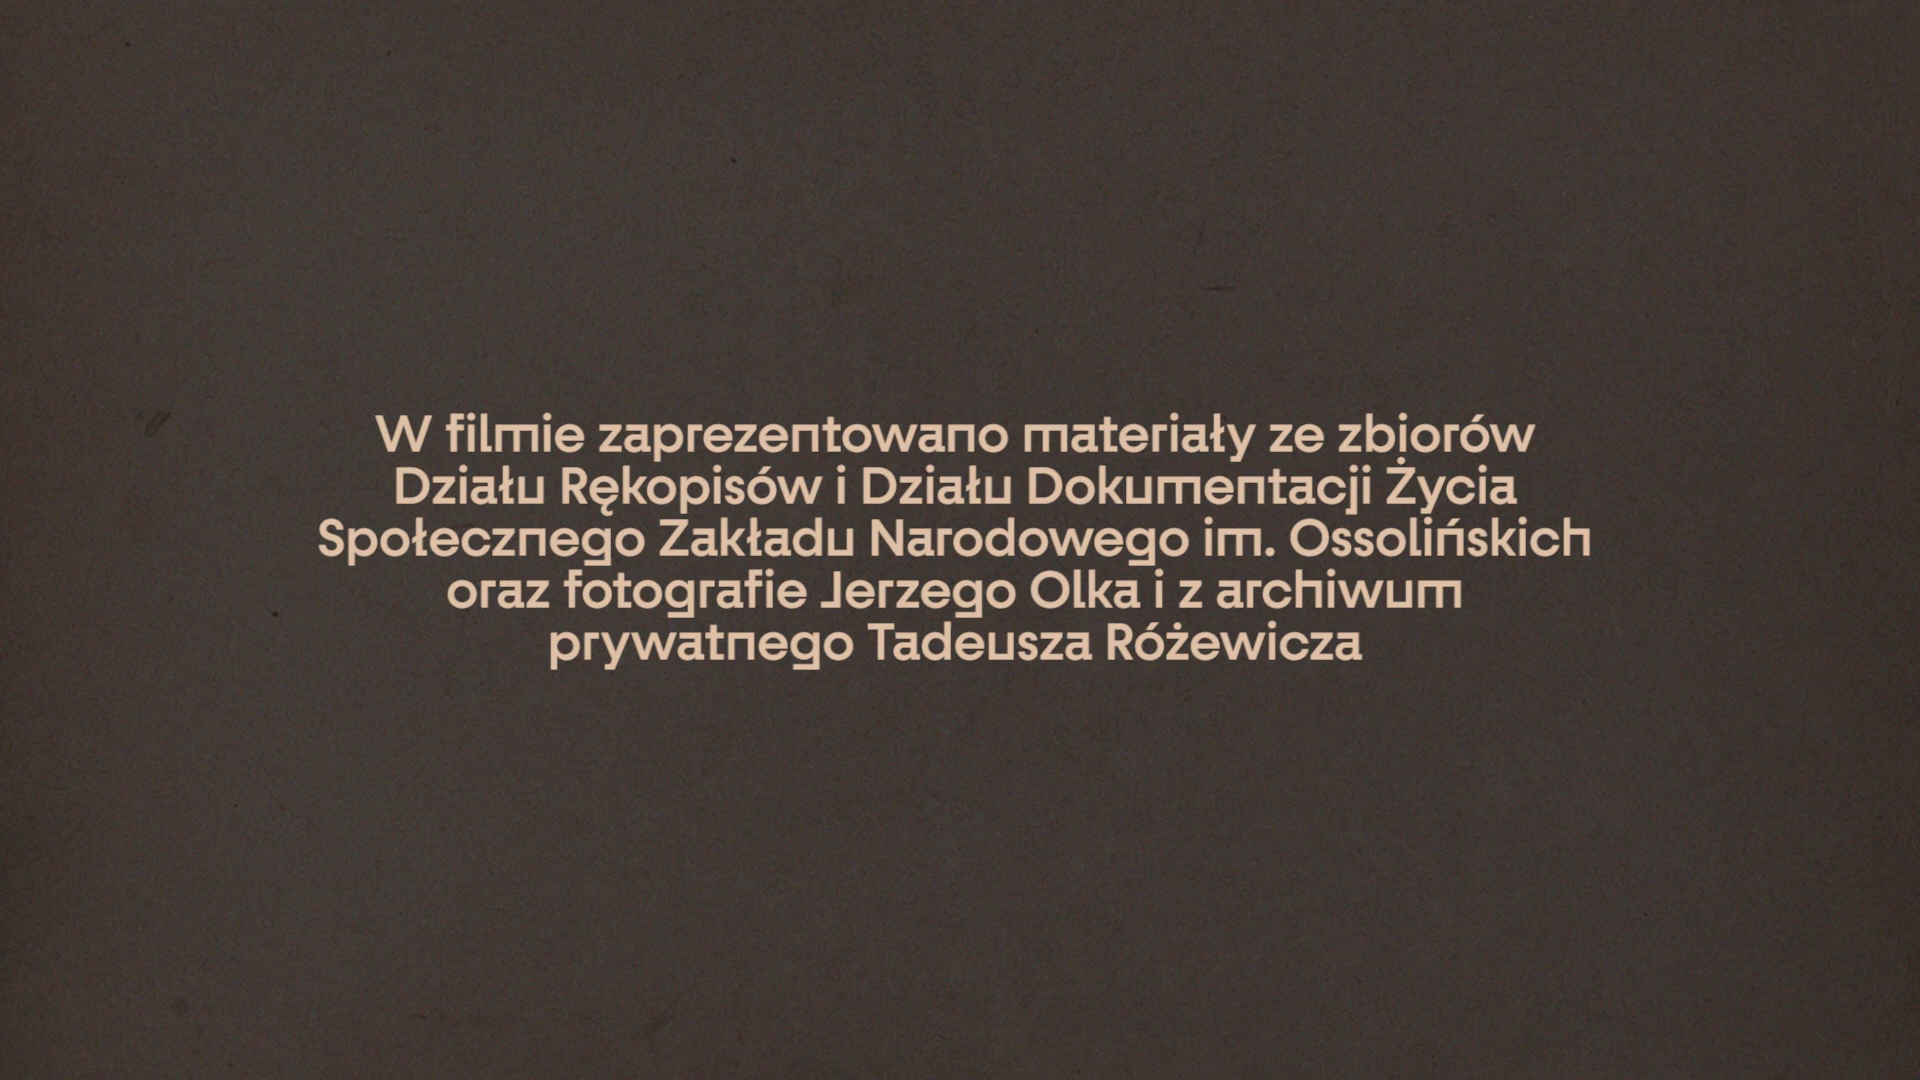 W filmie zaprezentowano materiały ze zbiorów
Działu Rękopisów i Działu Dokumentacji Życia
Społecznego Zakładu Narodowego im. Ossolińskich
oraz fotografie Jerzego Olka i z archiwum
prywatnego Tadeusza Różewicza